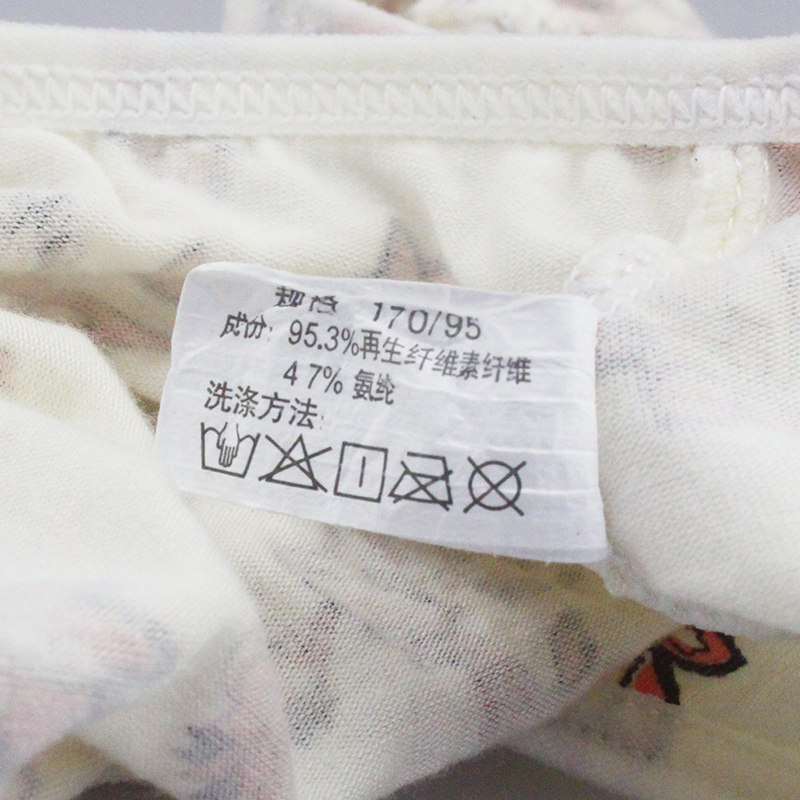 规格 170/95
成份: 95.3%再生纤维素纤维
4 7% 氨纶
洗涤方法: